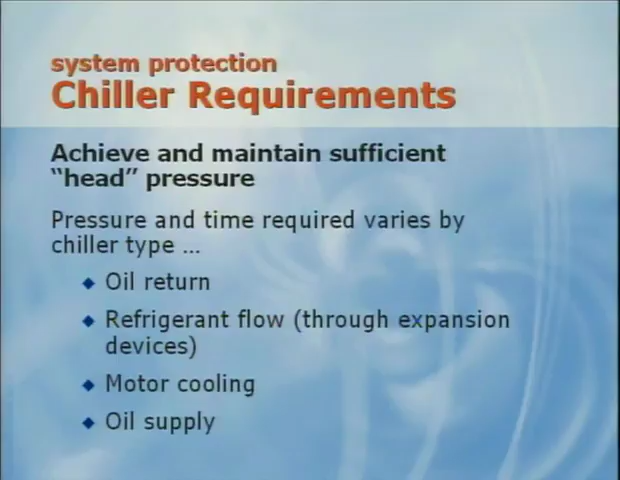 system protection
Chiller Requirements
Achieve and maintain sufficient
“head” pressure
Pressure and time required varies by
chiller type ...
Oil return
Refrigerant flow (through expansion
devices)
Motor cooling
Oil supply